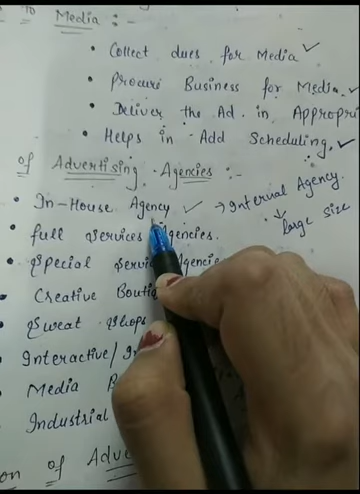 to Media :-
• Collect dues for Media ✓
• Procure Business for Media. ✓
• Deliver the Ad. in Appropri
• Helps in Add Scheduling. ✓
of Advertising Agencies :-
• In-House Agency ✓ → Internal Agency.
↓ large size
• full services Agencies.
• Special Service Agencies
• Creative
• Sweat Shops
• Interactive/
• Media
• Industrial
of Adve